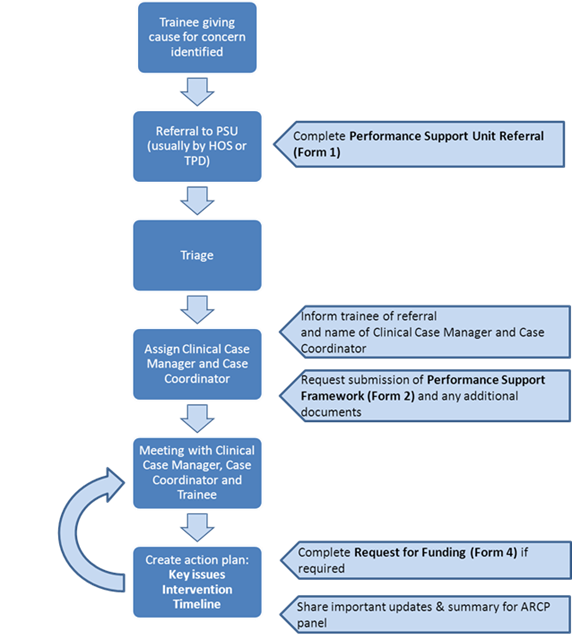 Trainee giving
cause for concern
identified
Referral to PSU
(usually by HOS or
TPD)
Complete Performance Support Unit Referral
(Form 1)
Triage
Assign Clinical Case
Manager and Case
Coordinator
Inform trainee of referral
and name of Clinical Case Manager and Case
Coordinator
Request submission of Performance Support
Framework (Form 2) and any additional
documents
Meeting with Clinical
Case Manager, Case
Coordinator and
Trainee
Create action plan:
Key issues
Intervention
Timeline
Complete Request for Funding (Form 4) if
required
Share important updates & summary for ARCP
panel